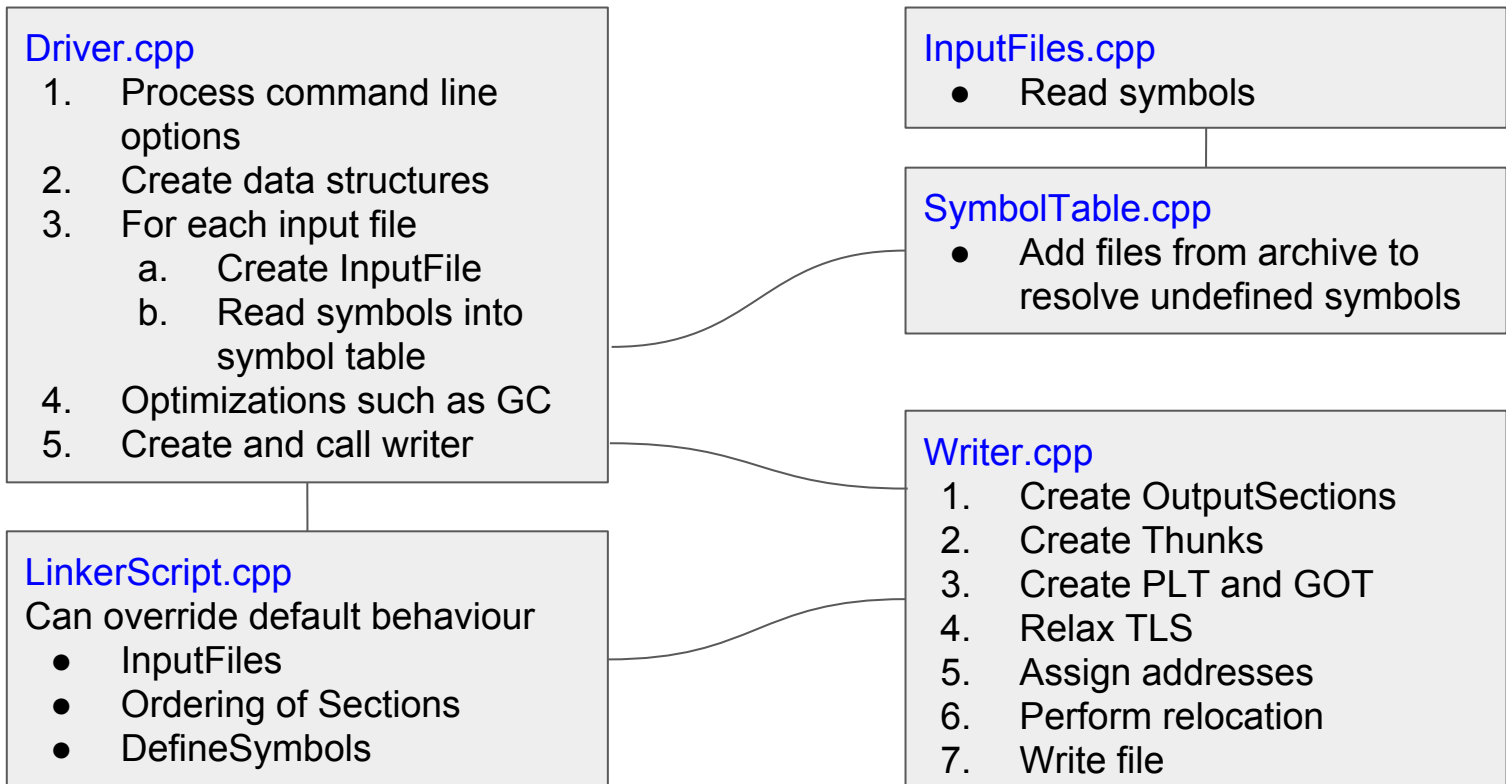 Driver.cpp
1. Process command line
options
2. Create data structures
3. For each input file
a. Create InputFile
b. Read symbols into
symbol table
4. Optimizations such as GC
5. Create and call writer
LinkerScript.cpp
Can override default behaviour
● InputFiles
● Ordering of Sections
● DefineSymbols
InputFiles.cpp
● Read symbols
SymbolTable.cpp
● Add files from archive to
resolve undefined symbols
Writer.cpp
1. Create OutputSections
2. Create Thunks
3. Create PLT and GOT
4. Relax TLS
5. Assign addresses
6. Perform relocation
7. Write file